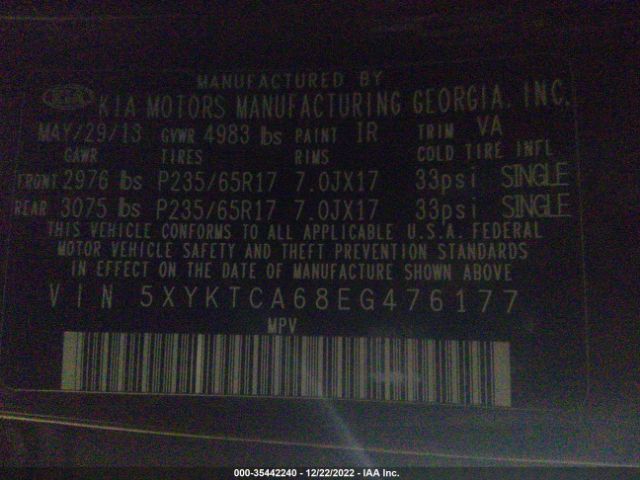 MANUFACTURED BY
KIA KIA MOTORS MANUFACTURING GEORGIA, INC.
MAY/29/13 GVWR 4983 lbs PAINT IR TRIM VA
GAWR TIRES RIMS COLD TIRE INFL
FRONT 2976 lbs P235/65R17 7.0JX17 33psi SINGLE
REAR 3075 lbs P235/65R17 7.0JX17 33psi SINGLE
THIS VEHICLE CONFORMS TO ALL APPLICABLE U.S.A. FEDERAL
MOTOR VEHICLE SAFETY AND THEFT PREVENTION STANDARDS
IN EFFECT ON THE DATE OF MANUFACTURE SHOWN ABOVE
VIN 5XYKTCA68EG476177
MPV
000-35442240 - 12/22/2022 - IAA Inc.